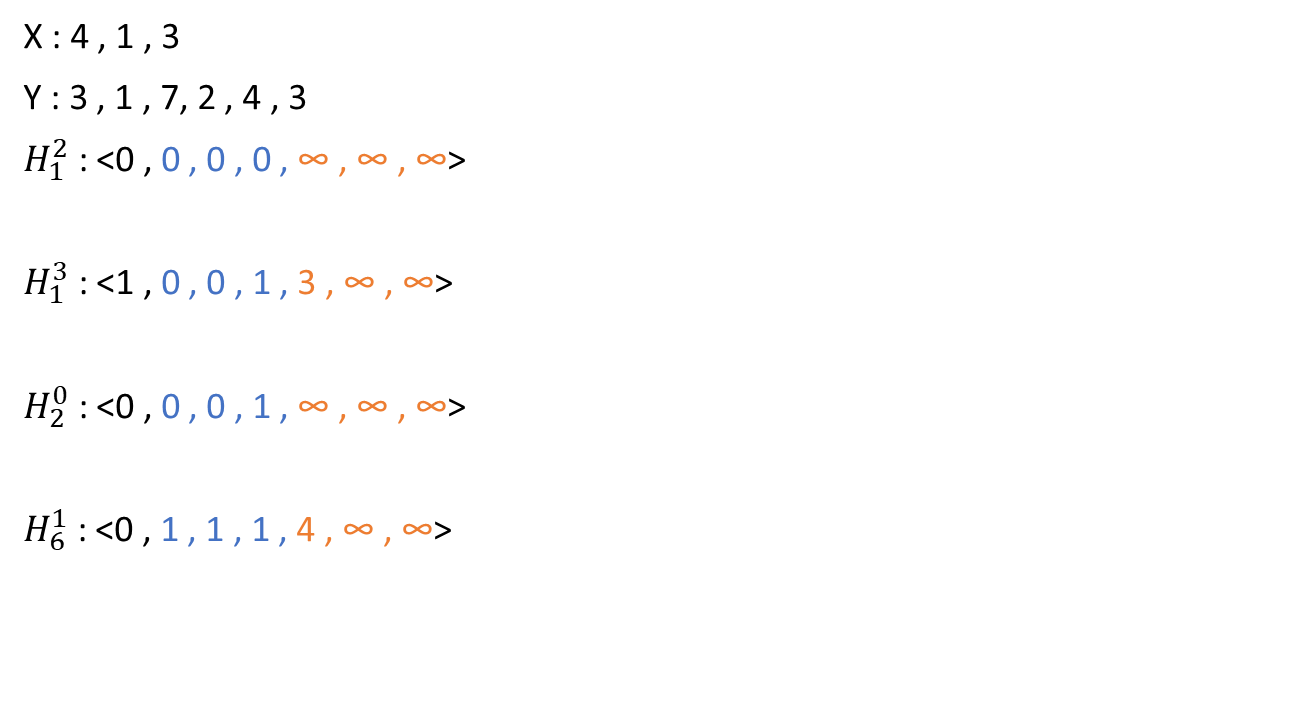 X : 4 , 1 , 3
Y : 3 , 1 , 7, 2 , 4 , 3
$H_1^2$ : <0 , 0 , 0 , 0 , ∞ , ∞ , ∞>
$H_1^3$ : <1 , 0 , 0 , 1 , 3 , ∞ , ∞>
$H_2^0$ : <0 , 0 , 0 , 1 , ∞ , ∞ , ∞>
$H_6^1$ : <0 , 1 , 1 , 1 , 4 , ∞ , ∞>